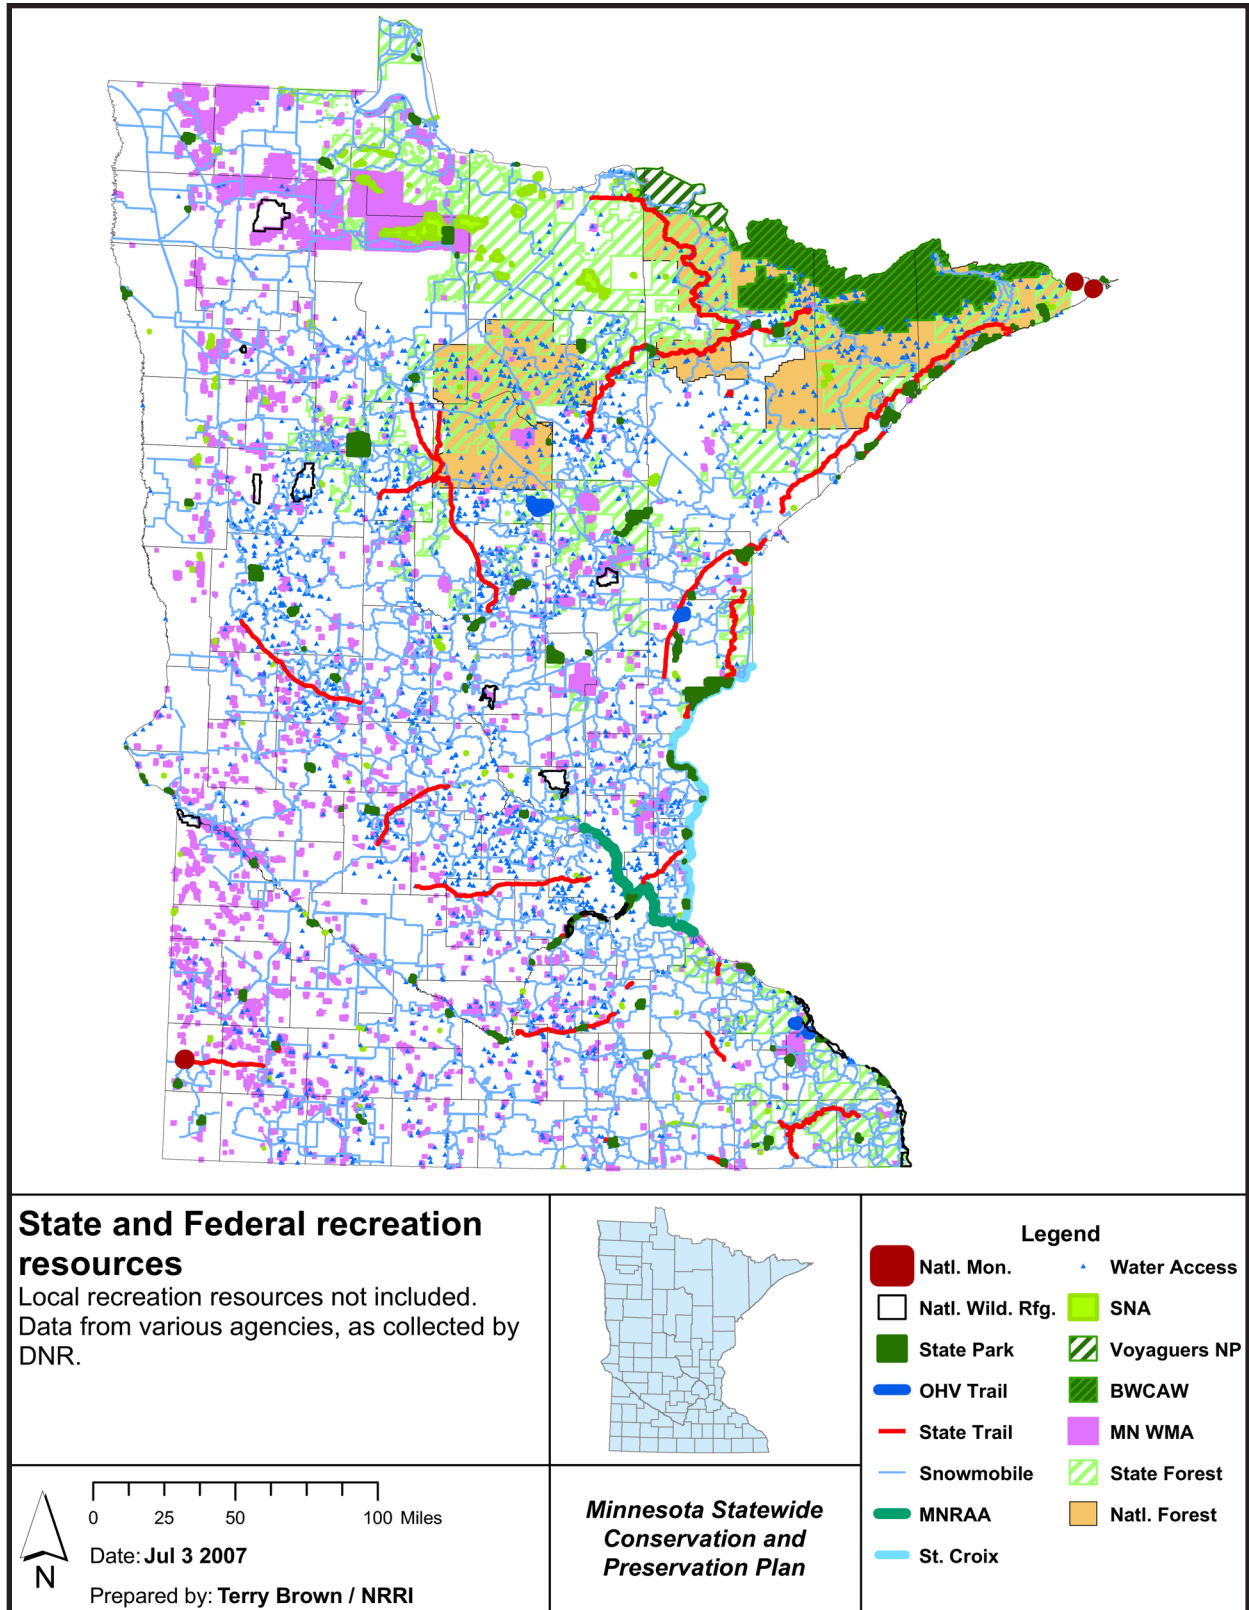 State and Federal recreation
resources
Local recreation resources not included.
Data from various agencies, as collected by
DNR.
0 25 50 100 Miles
Date: Jul 3 2007
Prepared by: Terry Brown / NRRI
N
Minnesota Statewide
Conservation and
Preservation Plan
Legend
Natl. Mon.
Natl. Wild. Rfg.
State Park
OHV Trail
State Trail
Snowmobile
MNRAA
St. Croix
Water Access
SNA
Voyaguers NP
BWCAW
MN WMA
State Forest
Natl. Forest